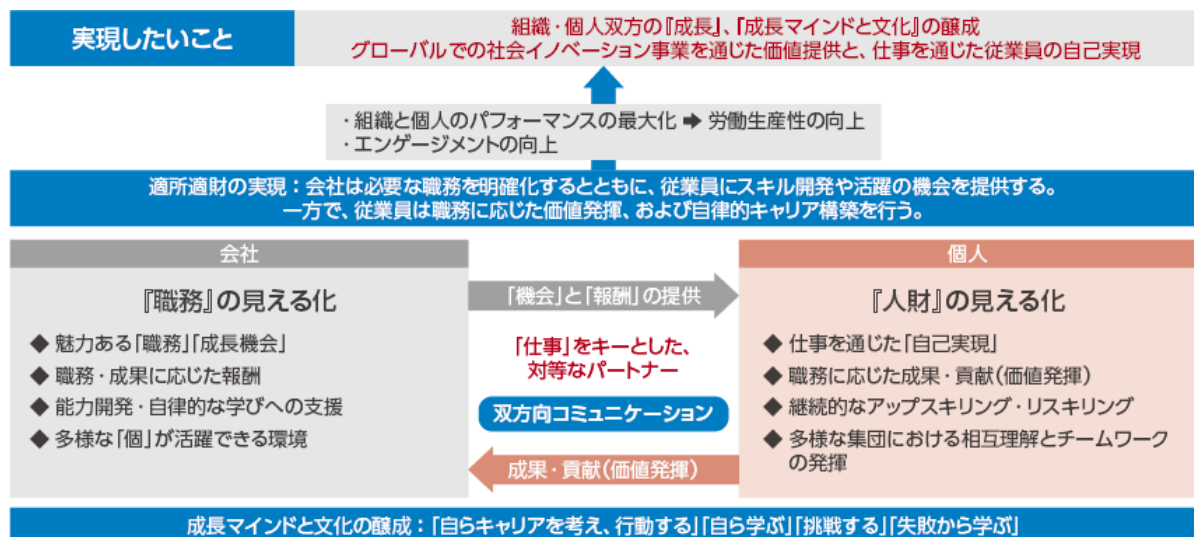 実現したいこと
組織・個人双方の『成長』、『成長マインドと文化』の醸成
グローバルでの社会イノベーション事業を通じた価値提供と、仕事を通じた従業員の自己実現
・組織と個人のパフォーマンスの最大化 ➡ 労働生産性の向上
・エンゲージメントの向上
適所適財の実現：会社は必要な職務を明確化するとともに、従業員にスキル開発や活躍の機会を提供する。
一方で、従業員は職務に応じた価値発揮、および自律的キャリア構築を行う。
会社
『職務』の見える化
◆ 魅力ある「職務」「成長機会」
◆ 職務・成果に応じた報酬
◆ 能力開発・自律的な学びへの支援
◆ 多様な「個」が活躍できる環境
「機会」と「報酬」の提供
「仕事」をキーとした、
対等なパートナー
双方向コミュニケーション
成果・貢献(価値発揮)
個人
『人財』の見える化
◆ 仕事を通じた「自己実現」
◆ 職務に応じた成果・貢献(価値発揮)
◆ 継続的なアップスキリング・リスキリング
◆ 多様な集団における相互理解とチームワーク
の発揮
成長マインドと文化の醸成：「自らキャリアを考え、行動する」「自ら学ぶ」「挑戦する」「失敗から学ぶ」